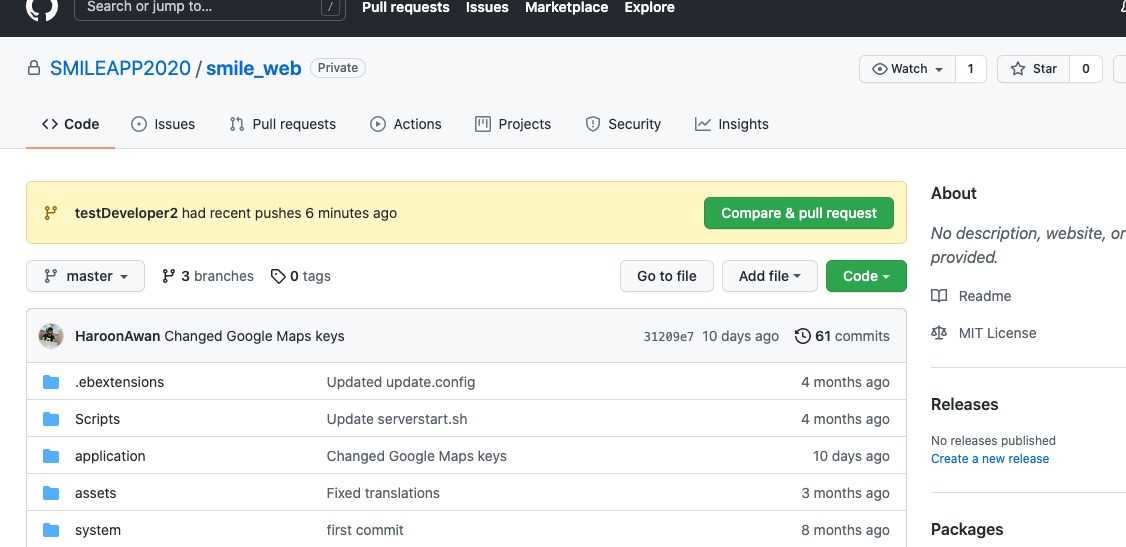 Search or jump to... /
Pull requests Issues Marketplace Explore
SMILEAPP2020 / smile_web Private
Watch 1 Star 0
Code Issues Pull requests Actions Projects Security Insights
testDeveloper2 had recent pushes 6 minutes ago Compare & pull request
master 3 branches 0 tags Go to file Add file Code
HaroonAwan Changed Google Maps keys 31209e7 10 days ago 61 commits
.ebextensions Updated update.config 4 months ago
Scripts Update serverstart.sh 4 months ago
application Changed Google Maps keys 10 days ago
assets Fixed translations 3 months ago
system first commit 8 months ago
About
No description, website, or
provided.
Readme
MIT License
Releases
No releases published
Create a new release
Packages